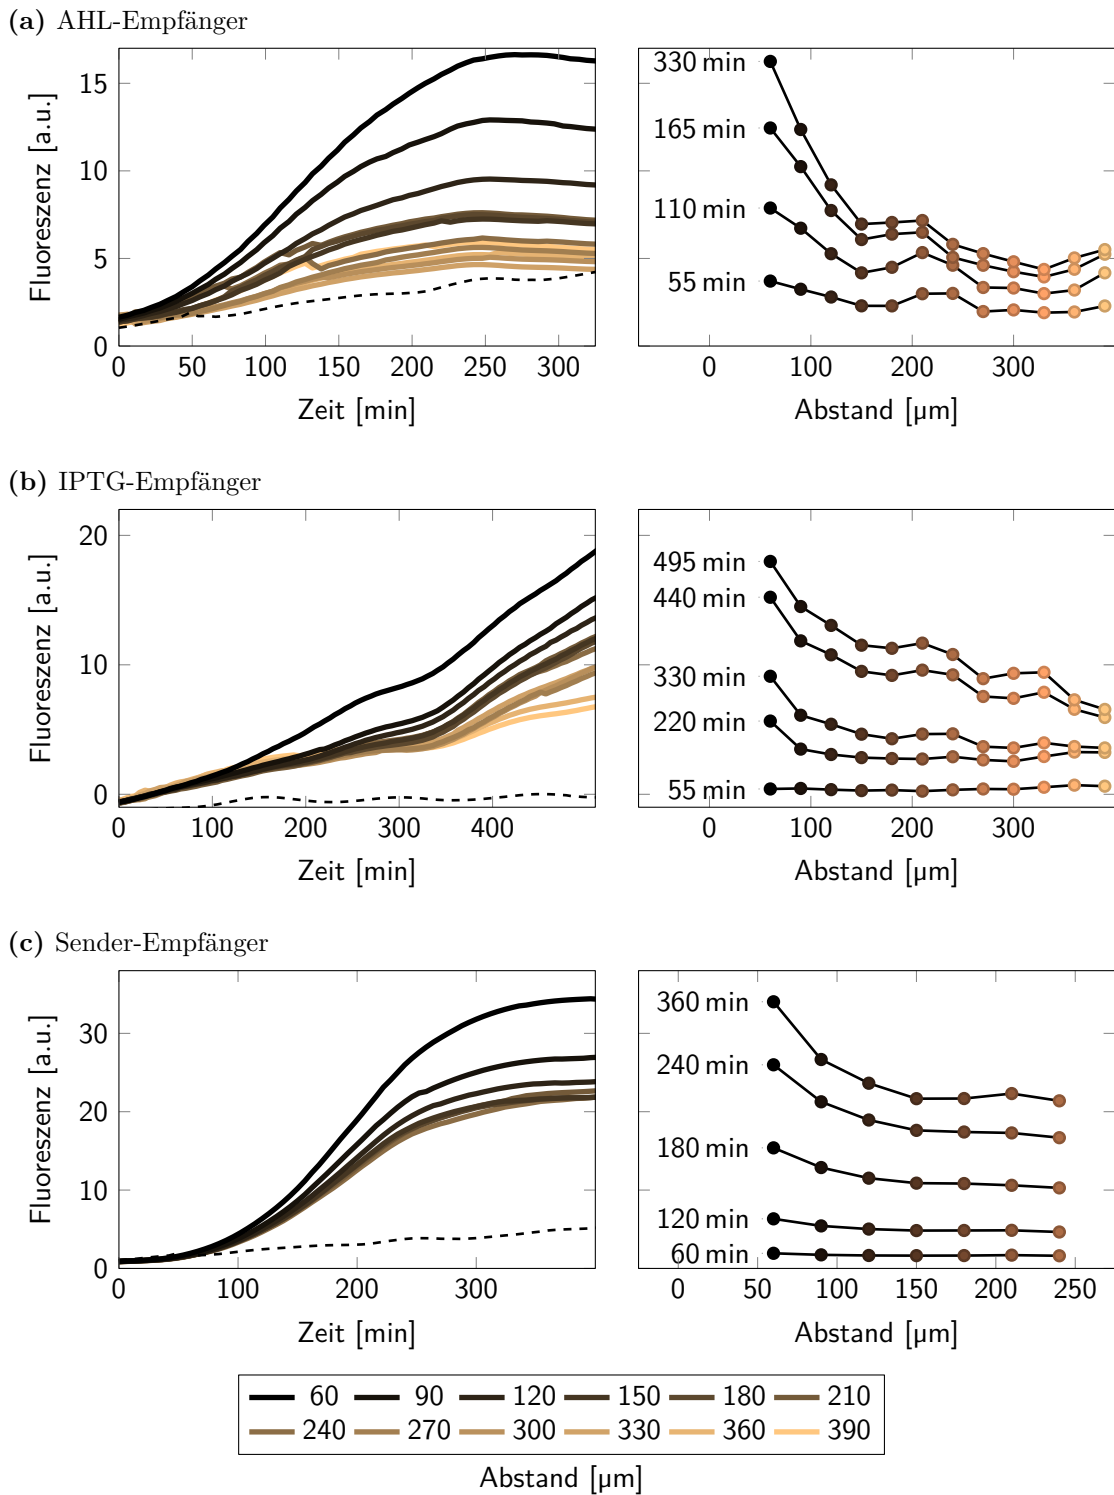 (a) AHL-Empfänger
Fluoreszenz [a.u.]
15
10
5
0
0 50 100 150 200 250 300
Zeit [min]
330 min
165 min
110 min
55 min
0 100 200 300
Abstand [µm]
(b) IPTG-Empfänger
Fluoreszenz [a.u.]
20
10
0
0 100 200 300 400
Zeit [min]
495 min
440 min
330 min
220 min
55 min
0 100 200 300
Abstand [µm]
(c) Sender-Empfänger
Fluoreszenz [a.u.]
30
20
10
0
0 100 200 300
Zeit [min]
360 min
240 min
180 min
120 min
60 min
0 50 100 150 200 250
Abstand [µm]
60 90 120 150 180 210
240 270 300 330 360 390
Abstand [µm]